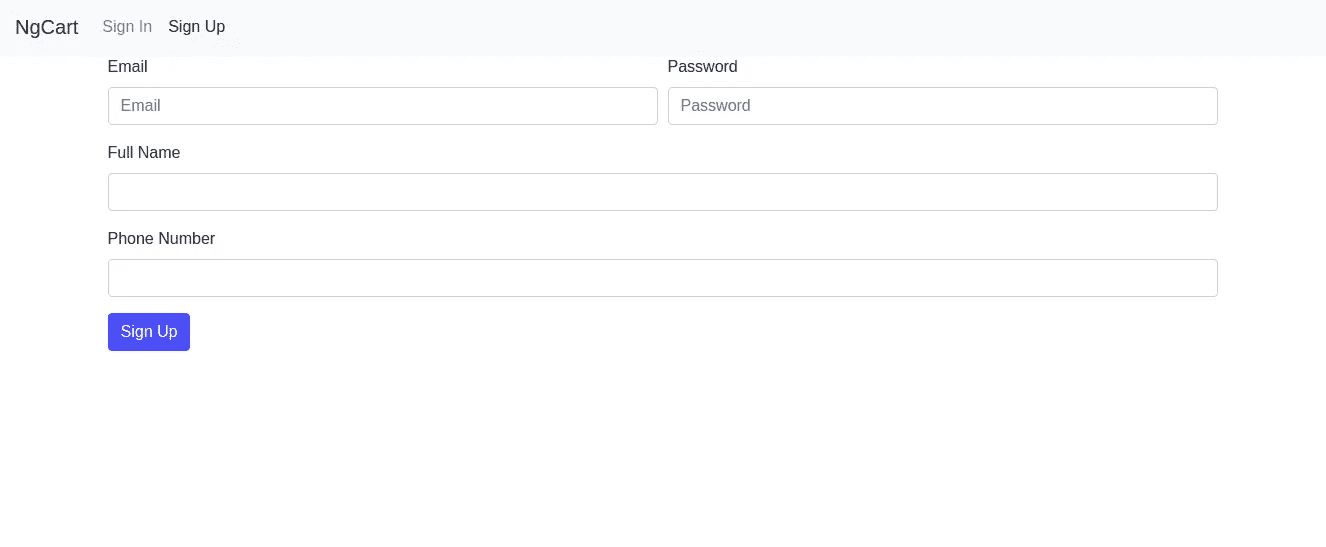 NgCart Sign In Sign Up
Email Password
Email Password
Full Name
Phone Number
Sign Up